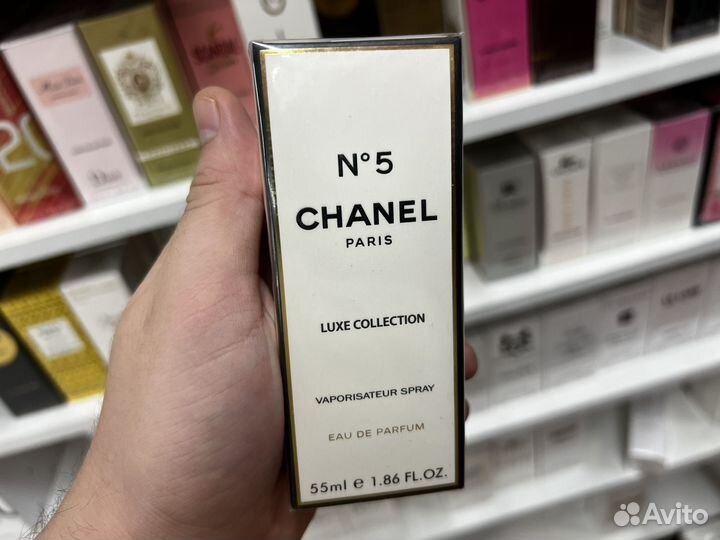 N°5
CHANEL
PARIS
LUXE COLLECTION
VAPORISATEUR SPRAY
EAU DE PARFUM
55ml e 1.86 FL.OZ.
Avito